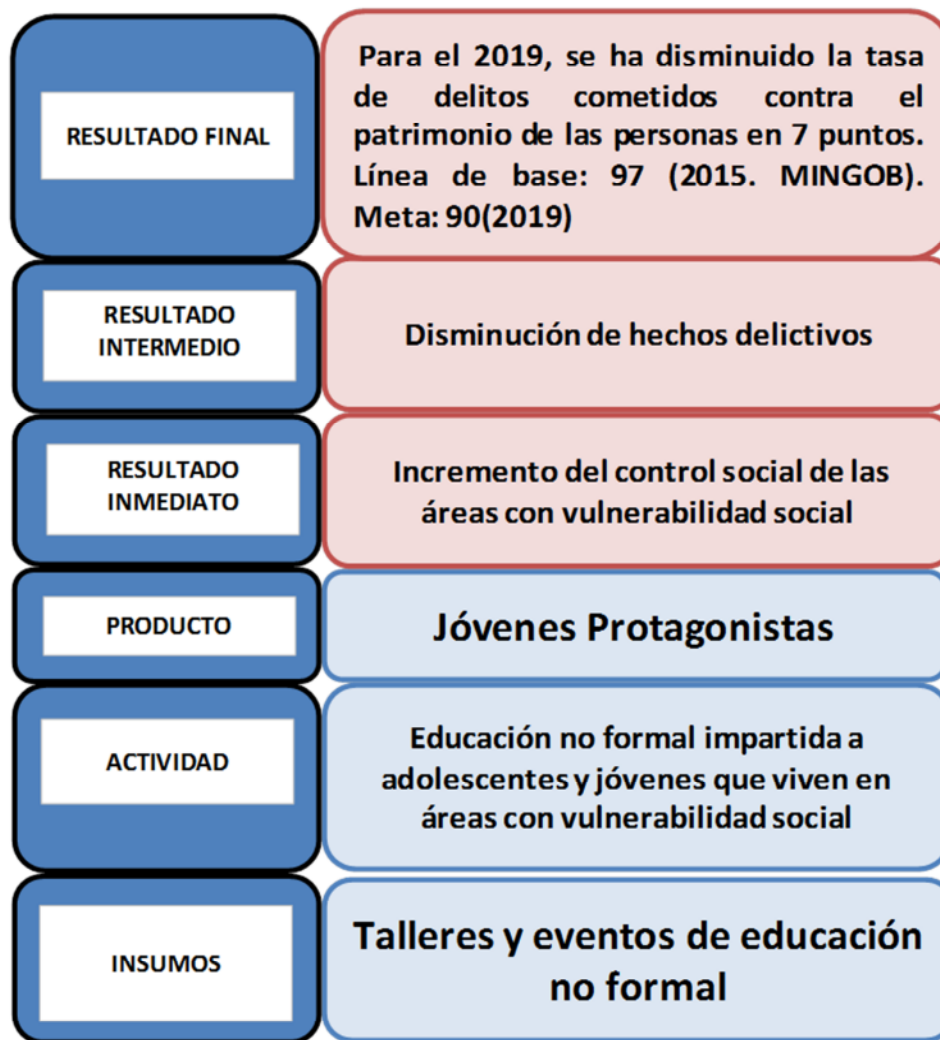 RESULTADO FINAL
Para el 2019, se ha disminuido la tasa
de delitos cometidos contra el
patrimonio de las personas en 7 puntos.
Línea de base: 97 (2015. MINGOB).
Meta: 90(2019)
RESULTADO
INTERMEDIO
Disminución de hechos delictivos
RESULTADO
INMEDIATO
Incremento del control social de las
áreas con vulnerabilidad social
PRODUCTO
Jóvenes Protagonistas
ACTIVIDAD
Educación no formal impartida a
adolescentes y jóvenes que viven en
áreas con vulnerabilidad social
INSUMOS
Talleres y eventos de educación
no formal